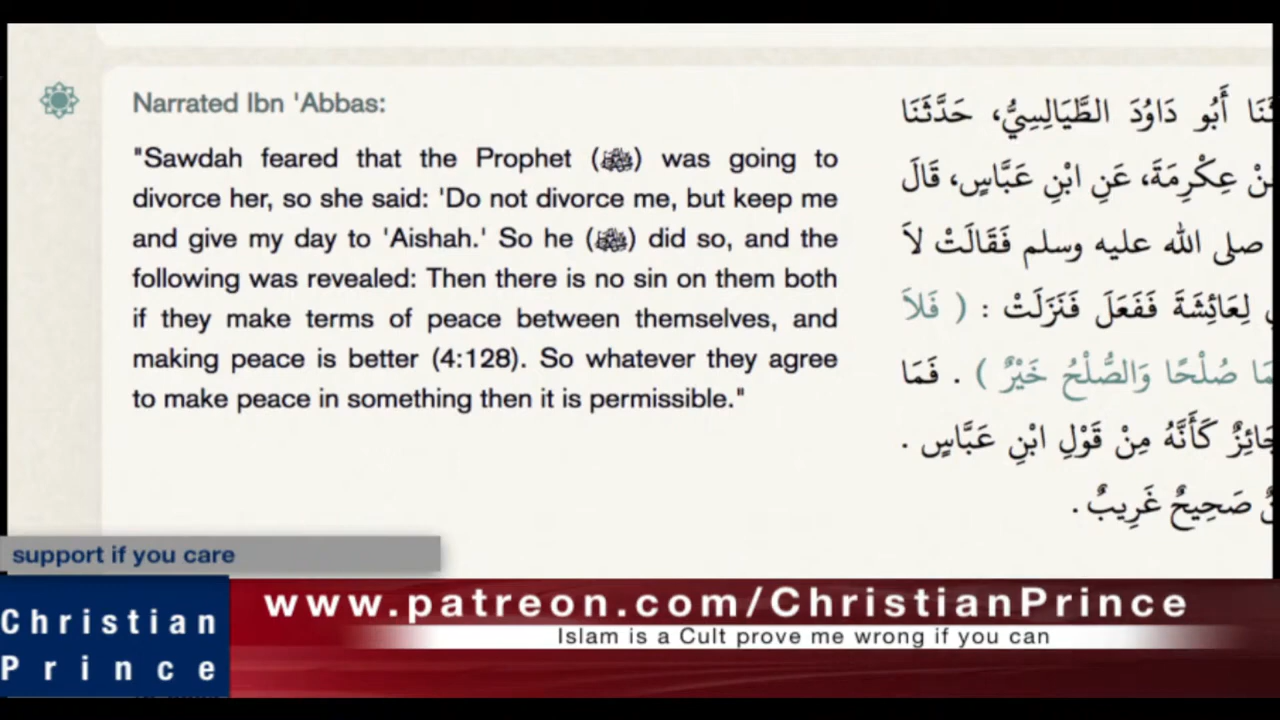 Narrated Ibn 'Abbas:
"Sawdah feared that the Prophet (ﷺ) was going to
divorce her, so she said: 'Do not divorce me, but keep me
and give my day to 'Aishah.' So he (ﷺ) did so, and the
following was revealed: Then there is no sin on them both
if they make terms of peace between themselves, and
making peace is better (4:128). So whatever they agree
to make peace in something then it is permissible."
أَبُو دَاوُدَ الطَّيَالِسِيُّ، حَدَّثَنَا
عِكْرِمَةَ، عَنِ ابْنِ عَبَّاسٍ، قَالَ
صلى الله عليه وسلم فَقَالَتْ لاَ
لِعَائِشَةَ فَفَعَلَ فَنَزَلَتْ : ( فَلاَ
صُلْحًا وَالصُّلْحُ خَيْرٌ ) . فَمَا
كَأَنَّهُ مِنْ قَوْلِ ابْنِ عَبَّاسٍ .
صَحِيحٌ غَرِيبٌ .
support if you care
Christian
Prince
www.patreon.com/ChristianPrince
Islam is a Cult prove me wrong if you can